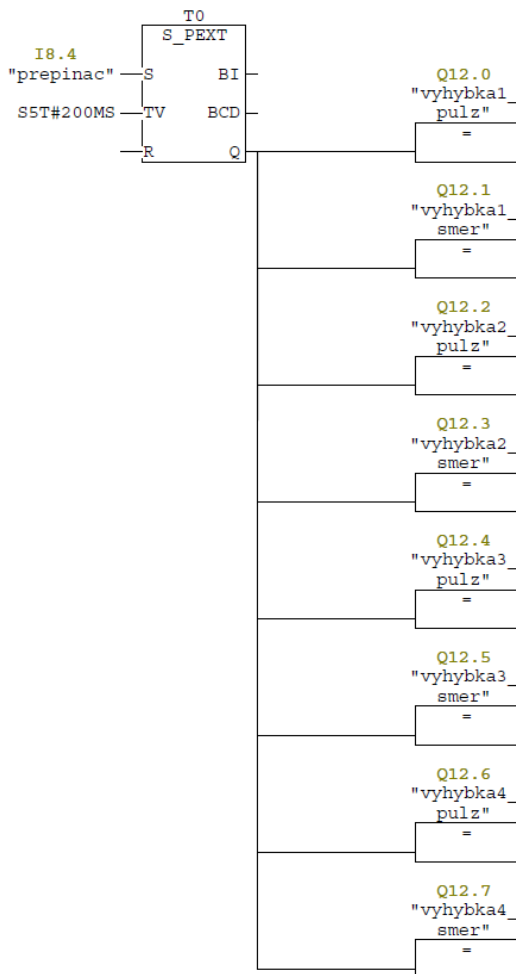 T0
S_PEXT
I8.4
"prepinac"
S
BI
S5T#200MS
TV
BCD
R
Q
Q12.0
"vyhybka1_
pulz"
=
Q12.1
"vyhybka1_
smer"
=
Q12.2
"vyhybka2_
pulz"
=
Q12.3
"vyhybka2_
smer"
=
Q12.4
"vyhybka3_
pulz"
=
Q12.5
"vyhybka3_
smer"
=
Q12.6
"vyhybka4_
pulz"
=
Q12.7
"vyhybka4_
smer"
=